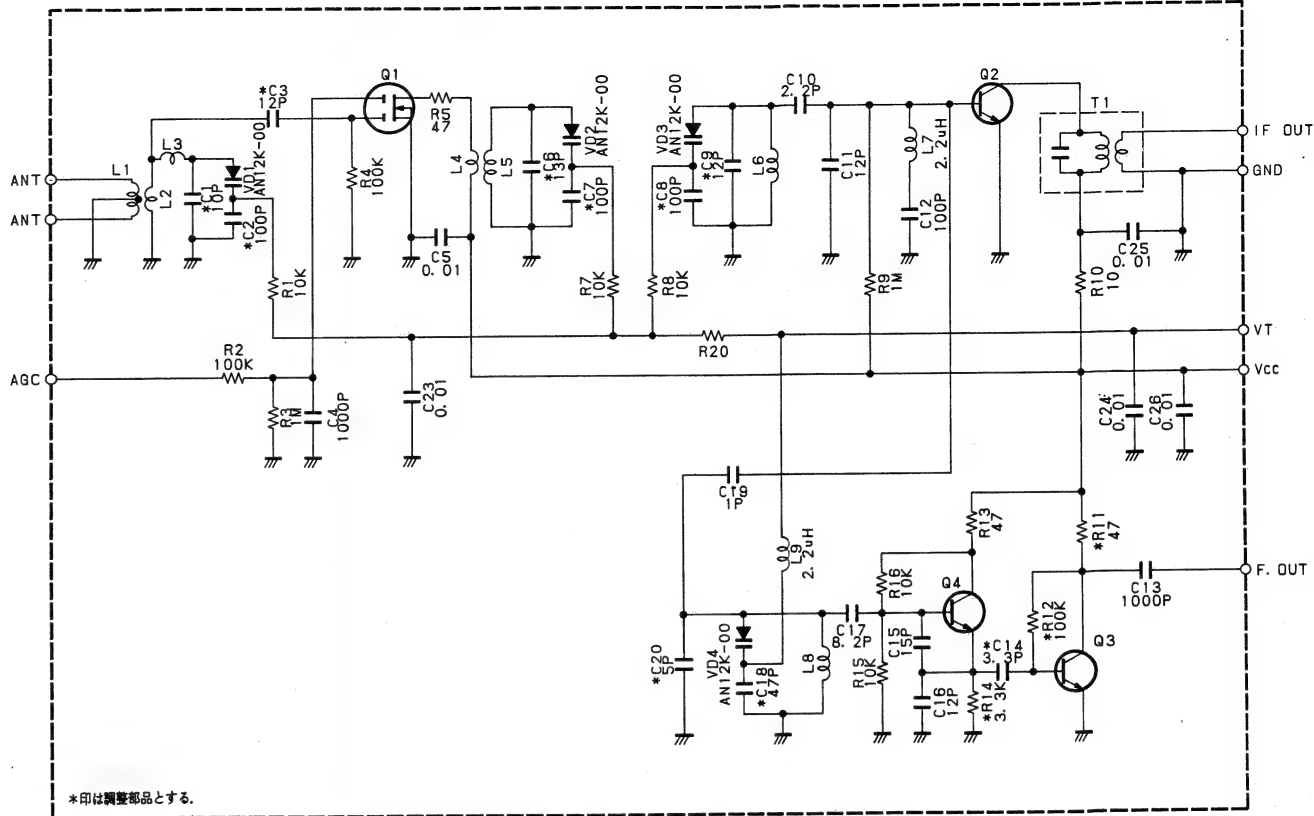 Q1
*C3
12P
R5
47
VD2
AN12K-00
VD3
AN12K-00
C10
2.2P
Q2
T1
IF OUT
GND
ANT
ANT
L1
L2
L3
*C1
10P
VD1
AN12K-00
*C2
100P
R4
100K
L4
L5
*C6
13P
*C7
100P
*C8
100P
*C9
12P
L6
C11
12P
L7
2.2uH
C12
100P
C5
0.01
R1
10K
R7
10K
R8
10K
R9
1M
C25
0.01
R10
10
VT
Vcc
AGC
R2
100K
R3
1M
C4
1000P
C23
0.01
R20
C24
0.01
C26
0.01
C19
1P
L9
2.2uH
R13
47
*R11
47
F.OUT
C13
1000P
R16
10K
Q4
*R12
100K
Q3
*C20
5P
VD4
AN12K-00
*C18
47P
L8
C17
8.2P
C15
15P
R15
10K
C16
12P
*C14
3.3P
*R14
3.3K
*印は調整部品とする.